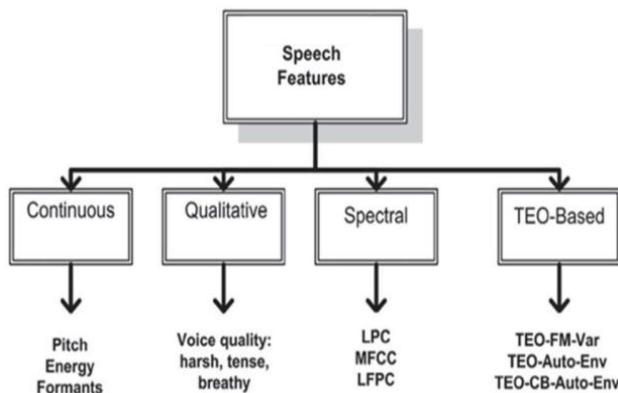 Speech
Features
Continuous
Qualitative
Spectral
TEO-Based
Pitch
Energy
Formants
Voice quality:
harsh, tense,
breathy
LPC
MFCC
LFPC
TEO-FM-Var
TEO-Auto-Env
TEO-CB-Auto-Env